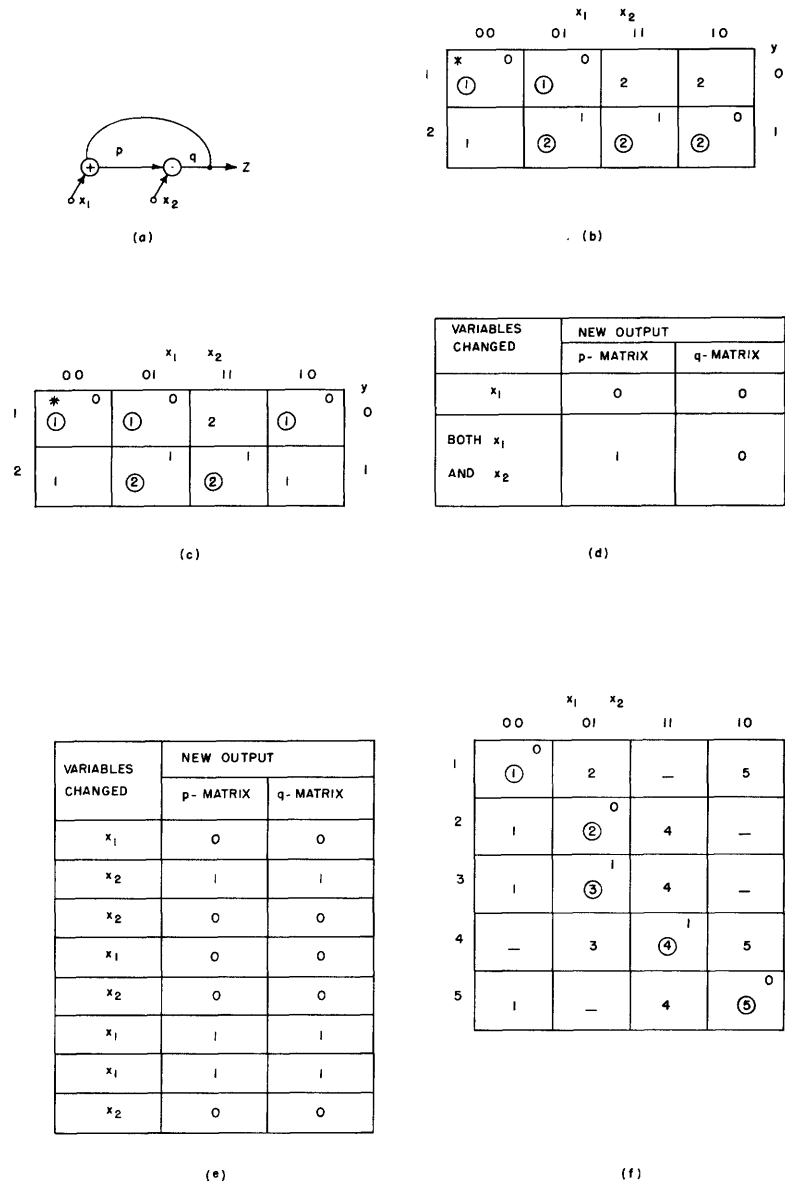 x1 x2
00 01 11 10
y
1 * 0 1 0 1 2 2 0
2 1 1 2 1 2 0 2 1
p q
+ · Z
x1 x2
(a)
(b)
x1 x2
00 01 11 10
y
1 * 0 1 0 1 2 0 1 0
2 1 1 2 1 2 1 1
(c)
VARIABLES CHANGED NEW OUTPUT
p- MATRIX q- MATRIX
x1 0 0
BOTH x1
AND x2 1 0
(d)
VARIABLES CHANGED NEW OUTPUT
p- MATRIX q- MATRIX
x1 0 0
x2 1 1
x2 0 0
x1 0 0
x2 0 0
x1 1 1
x1 1 1
x2 0 0
(e)
x1 x2
00 01 11 10
1 0 1 2 — 5
2 1 0 2 4 —
3 1 1 3 4 —
4 — 3 1 4 5
5 1 — 4 0 5
(f)